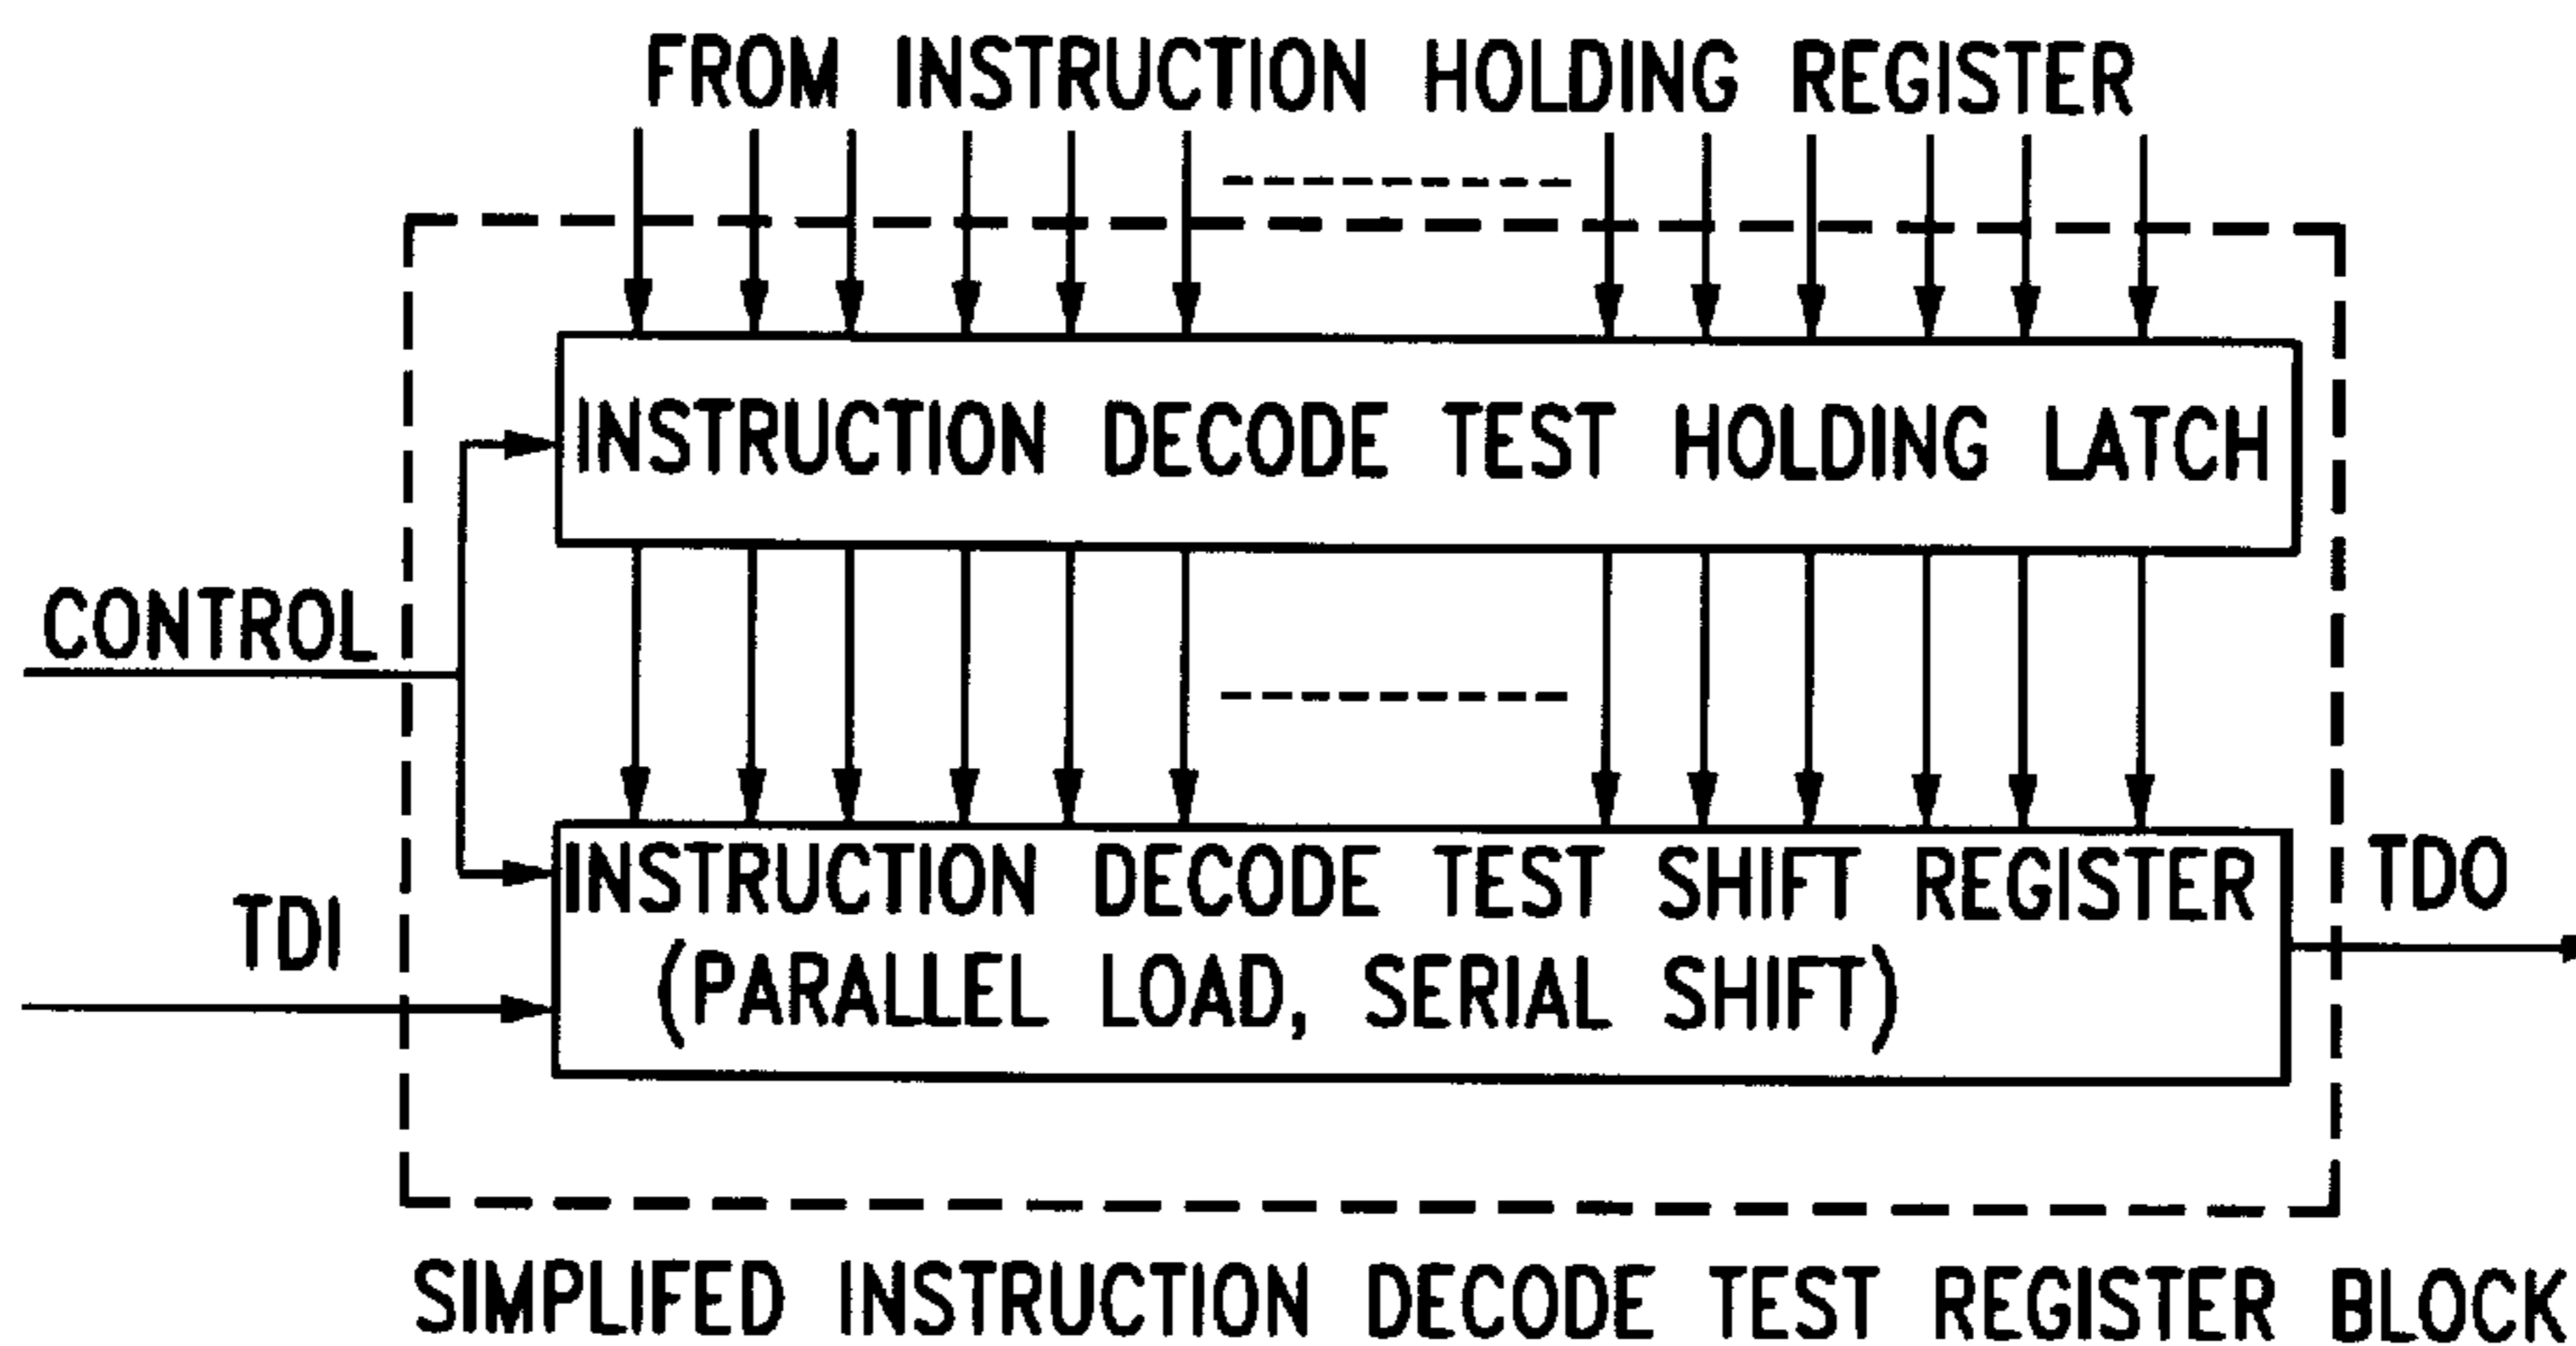 FROM INSTRUCTION HOLDING REGISTER
INSTRUCTION DECODE TEST HOLDING LATCH
CONTROL
INSTRUCTION DECODE TEST SHIFT REGISTER
(PARALLEL LOAD, SERIAL SHIFT)
TDI
TDO
SIMPLIFED INSTRUCTION DECODE TEST REGISTER BLOCK